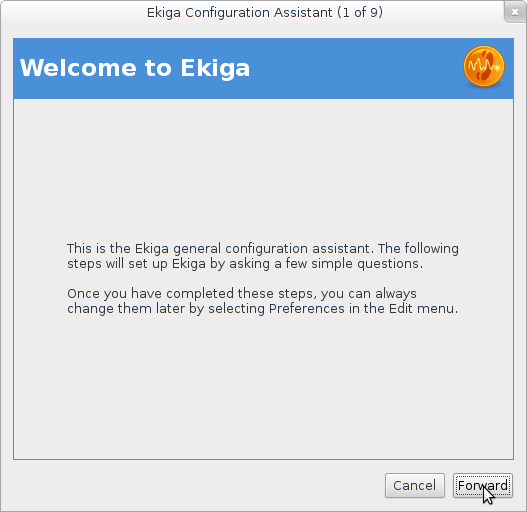 Ekiga Configuration Assistant (1 of 9)
Welcome to Ekiga
This is the Ekiga general configuration assistant. The following
steps will set up Ekiga by asking a few simple questions.
Once you have completed these steps, you can always
change them later by selecting Preferences in the Edit menu.
Cancel
Forward